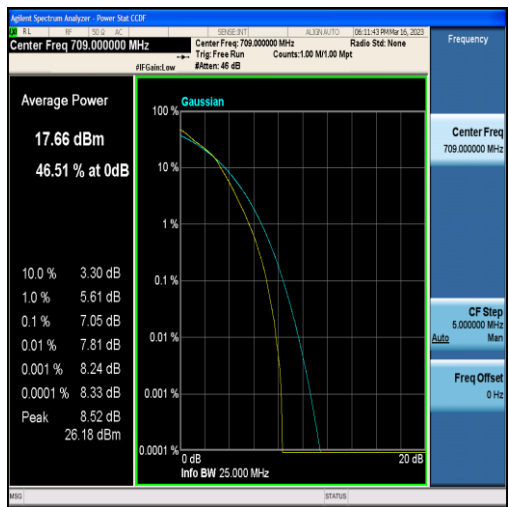 Agilent Spectrum Analyzer - Power Stat CCDF
RL RF 50 Ω AC SENSE:INT ALIGN AUTO 06:11:43 PM Mar 16, 2023
Center Freq 709.000000 MHz
Center Freq: 709.000000 MHz Radio Std: None
Trig: Free Run Counts:1.00 M/1.00 Mpt
#IFGain:Low #Atten: 46 dB
Frequency
Average Power
17.66 dBm
46.51 % at 0dB
10.0 % 3.30 dB
1.0 % 5.61 dB
0.1 % 7.05 dB
0.01 % 7.81 dB
0.001 % 8.24 dB
0.0001 % 8.33 dB
Peak 8.52 dB
26.18 dBm
Gaussian
100 %
10 %
1 %
0.1 %
0.01 %
0.001 %
0.0001 %
0 dB 20 dB
Info BW 25.000 MHz
Center Freq
709.000000 MHz
CF Step
5.000000 MHz
Auto Man
Freq Offset
0 Hz
MSG STATUS